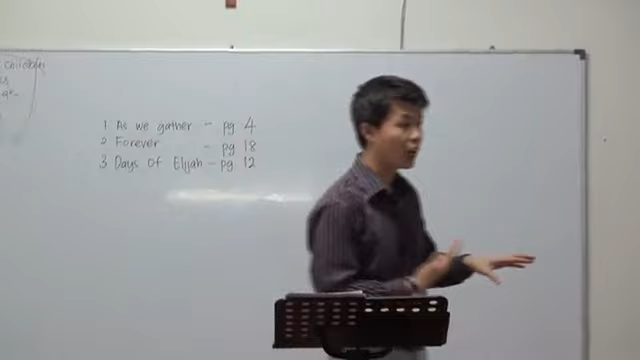 1 As we gather - pg 4
2 Forever - pg 18
3 Days of Elijah - pg 12